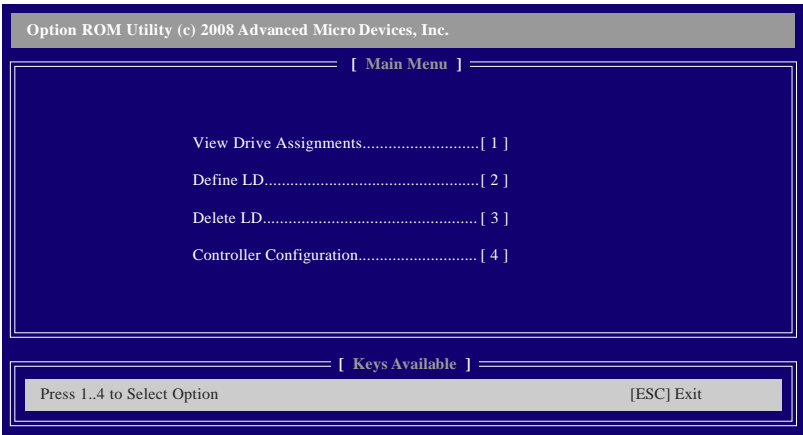 Option ROM Utility (c) 2008 Advanced Micro Devices, Inc.
[ Main Menu ]
View Drive Assignments...........................[ 1 ]
Define LD..................................................[ 2 ]
Delete LD.................................................. [ 3 ]
Controller Configuration............................ [ 4 ]
[ Keys Available ]
Press 1..4 to Select Option [ESC] Exit